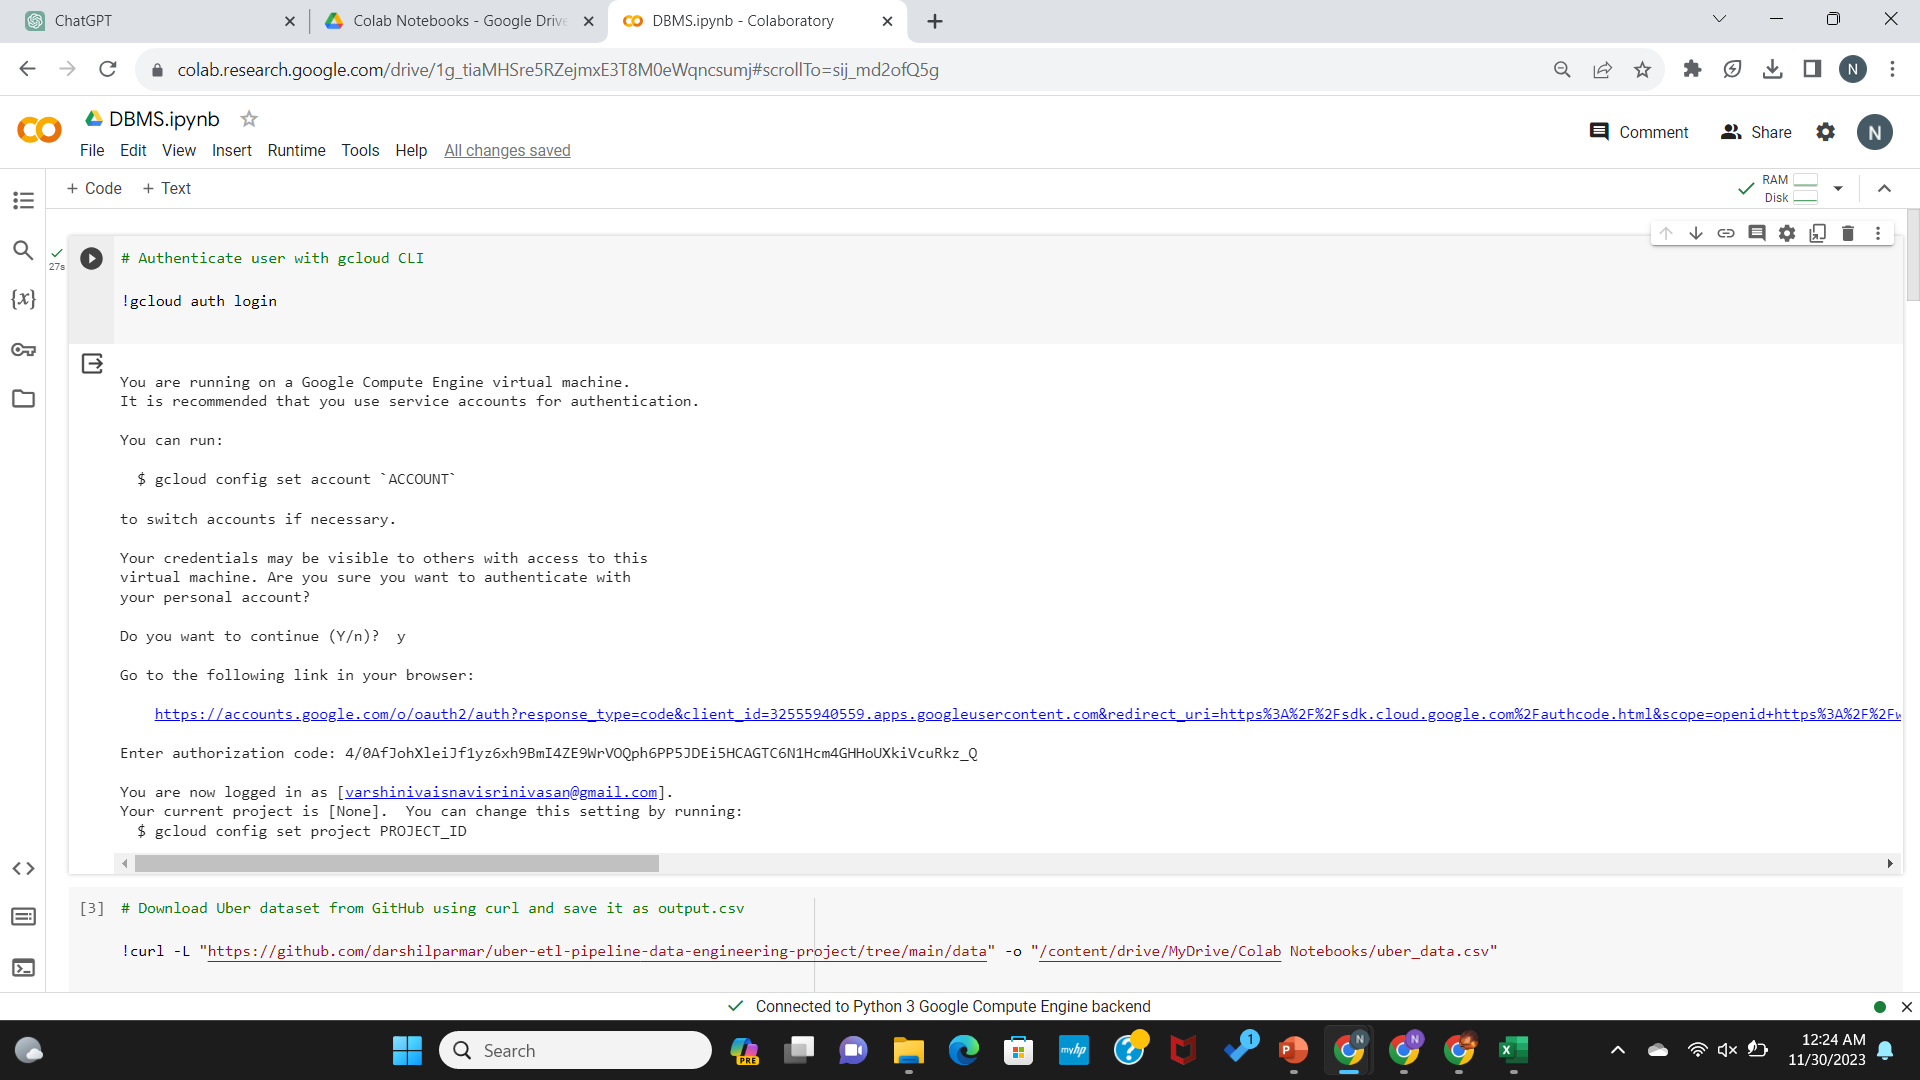 ChatGPT
Colab Notebooks - Google Drive
DBMS.ipynb - Colaboratory
colab.research.google.com/drive/1g_tiaMHSre5RZejmxE3T8M0eWqncsumj#scrollTo=sij_md2ofQ5g
N
DBMS.ipynb
Comment
Share
N
File Edit View Insert Runtime Tools Help All changes saved
+ Code + Text
RAM
Disk
27s
# Authenticate user with gcloud CLI
!gcloud auth login
You are running on a Google Compute Engine virtual machine.
It is recommended that you use service accounts for authentication.
You can run:
$ gcloud config set account `ACCOUNT`
to switch accounts if necessary.
Your credentials may be visible to others with access to this
virtual machine. Are you sure you want to authenticate with
your personal account?
Do you want to continue (Y/n)? y
Go to the following link in your browser:
https://accounts.google.com/o/oauth2/auth?response_type=code&client_id=32555940559.apps.googleusercontent.com&redirect_uri=https%3A%2F%2Fsdk.cloud.google.com%2Fauthcode.html&scope=openid+https%3A%2F%2Fw
Enter authorization code: 4/0AfJohXleiJf1yz6xh9BmI4ZE9WrVOQph6PP5JDEi5HCAGTC6N1Hcm4GHHoUXkiVcuRkz_Q
You are now logged in as [varshinivaisnavisrinivasan@gmail.com].
Your current project is [None]. You can change this setting by running:
$ gcloud config set project PROJECT_ID
[3] # Download Uber dataset from GitHub using curl and save it as output.csv
!curl -L "https://github.com/darshilparmar/uber-etl-pipeline-data-engineering-project/tree/main/data" -o "/content/drive/MyDrive/Colab Notebooks/uber_data.csv"
Connected to Python 3 Google Compute Engine backend
Search
PRE
myhp
1
N
N
12:24 AM
11/30/2023